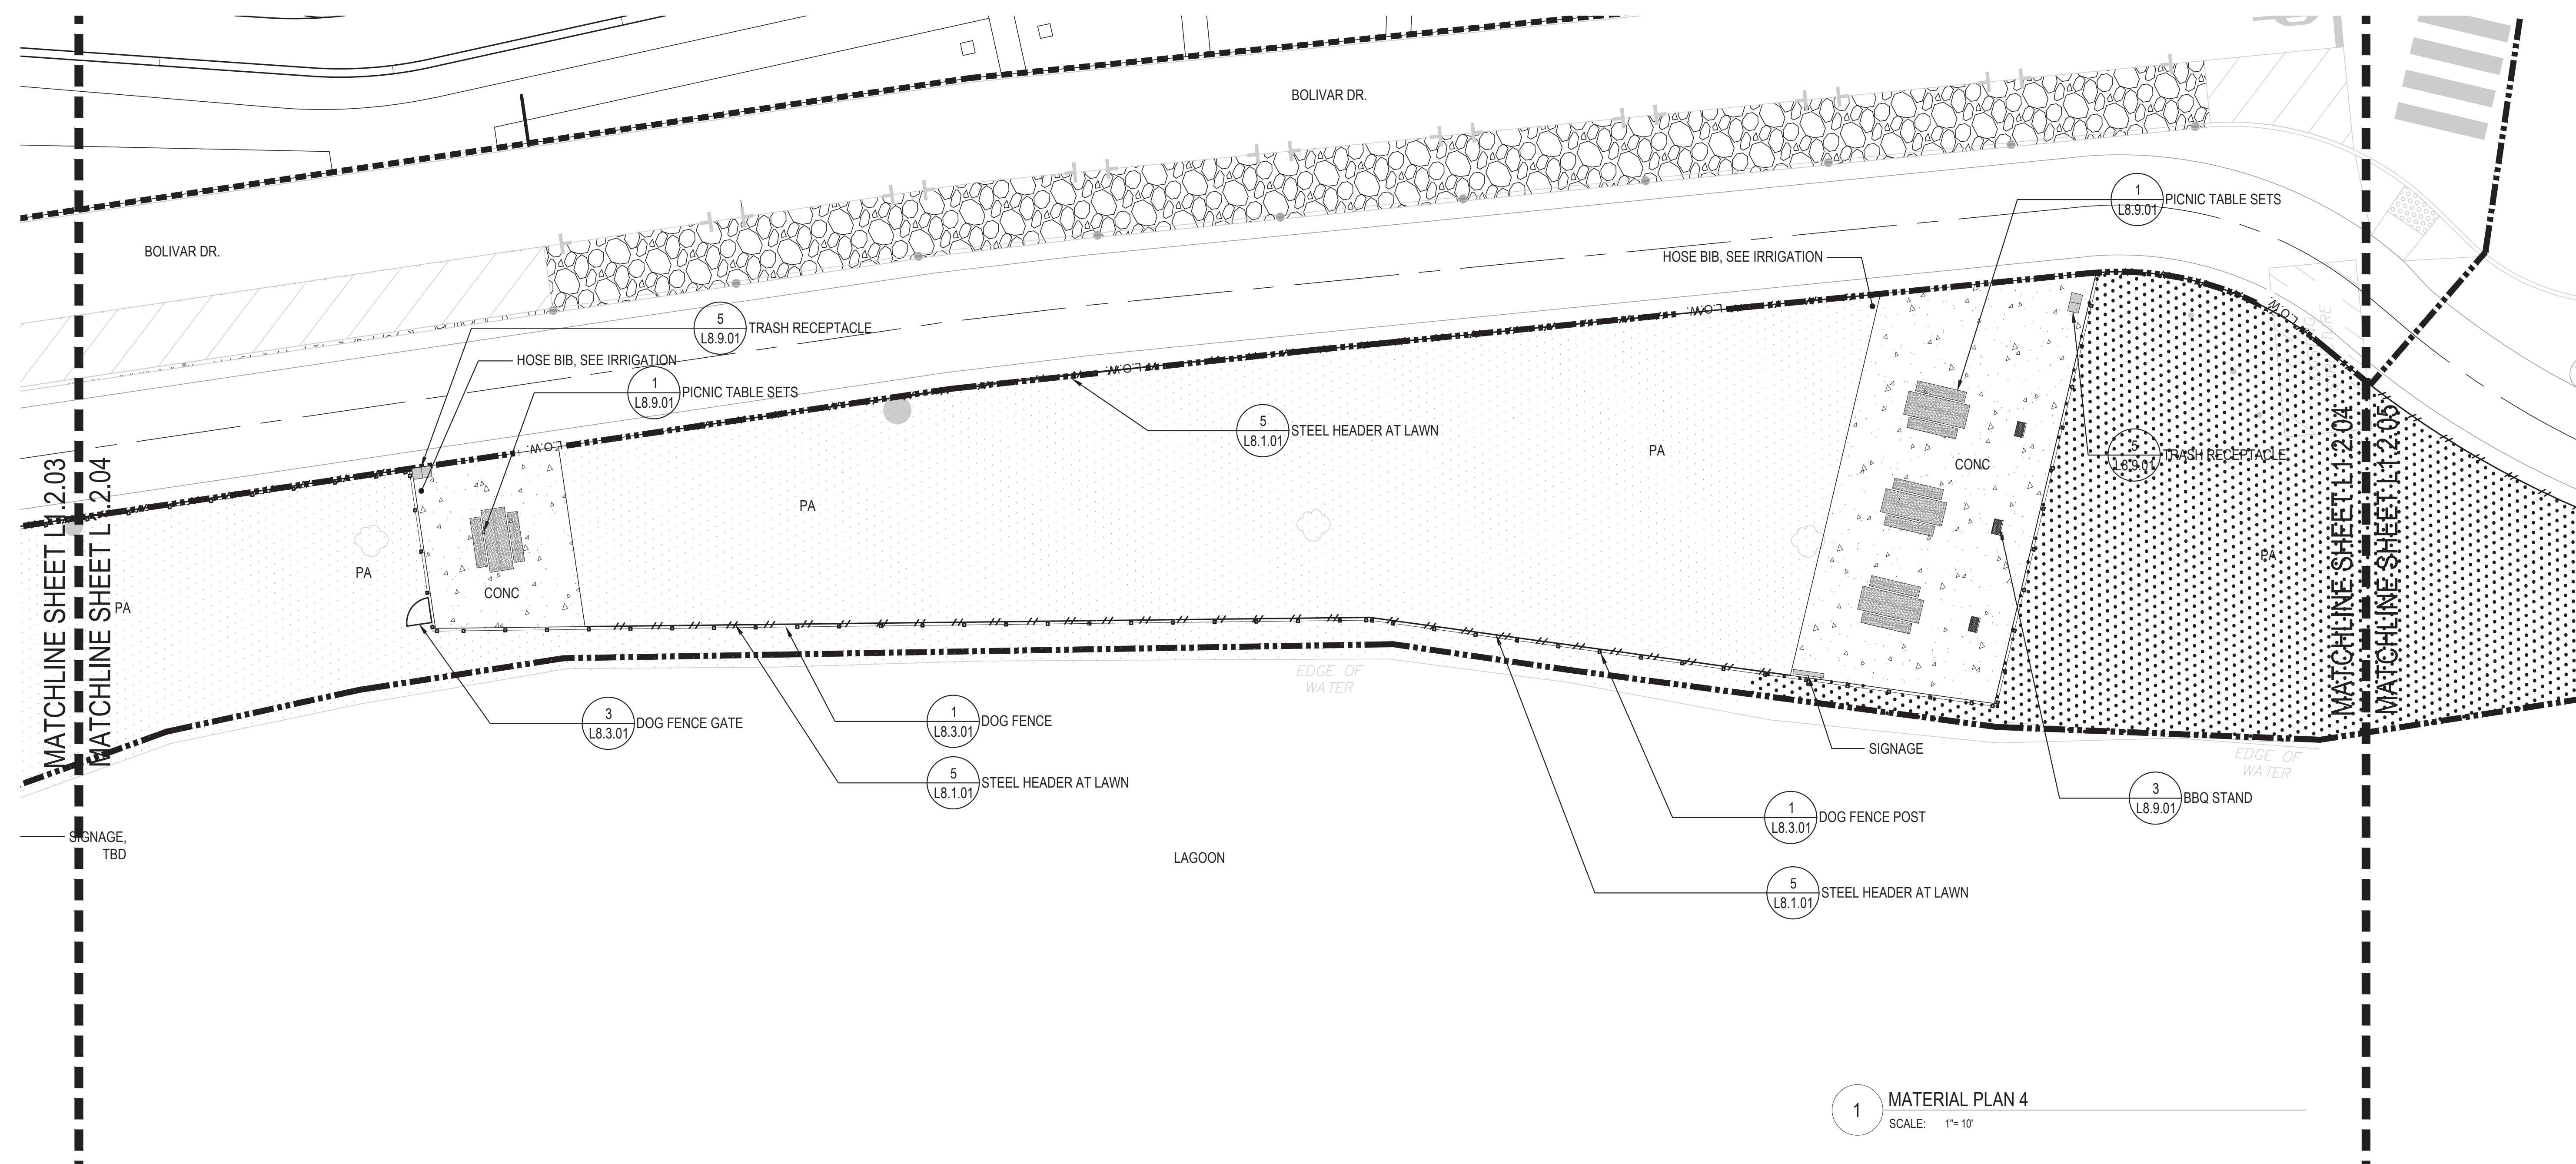 BOLIVAR DR.
BOLIVAR DR.
1
L8.9.01
PICNIC TABLE SETS
HOSE BIB, SEE IRRIGATION
5
L8.9.01
TRASH RECEPTACLE
HOSE BIB, SEE IRRIGATION
1
L8.9.01
PICNIC TABLE SETS
L.O.W.
L.O.W.
L.O.W.
L.O.W.
5
L8.1.01
STEEL HEADER AT LAWN
PA
CONC
5
L8.9.01
TRASH RECEPTACLE
MATCHLINE SHEET L1.2.03
MATCHLINE SHEET L1.2.04
MATCHLINE SHEET L1.2.04
MATCHLINE SHEET L1.2.05
PA
PA
PA
PA
CONC
EDGE OF
WATER
3
L8.3.01
DOG FENCE GATE
1
L8.3.01
DOG FENCE
SIGNAGE
EDGE OF
WATER
5
L8.1.01
STEEL HEADER AT LAWN
3
L8.9.01
BBQ STAND
1
L8.3.01
DOG FENCE POST
SIGNAGE,
TBD
LAGOON
5
L8.1.01
STEEL HEADER AT LAWN
1
MATERIAL PLAN 4
SCALE: 1"= 10'